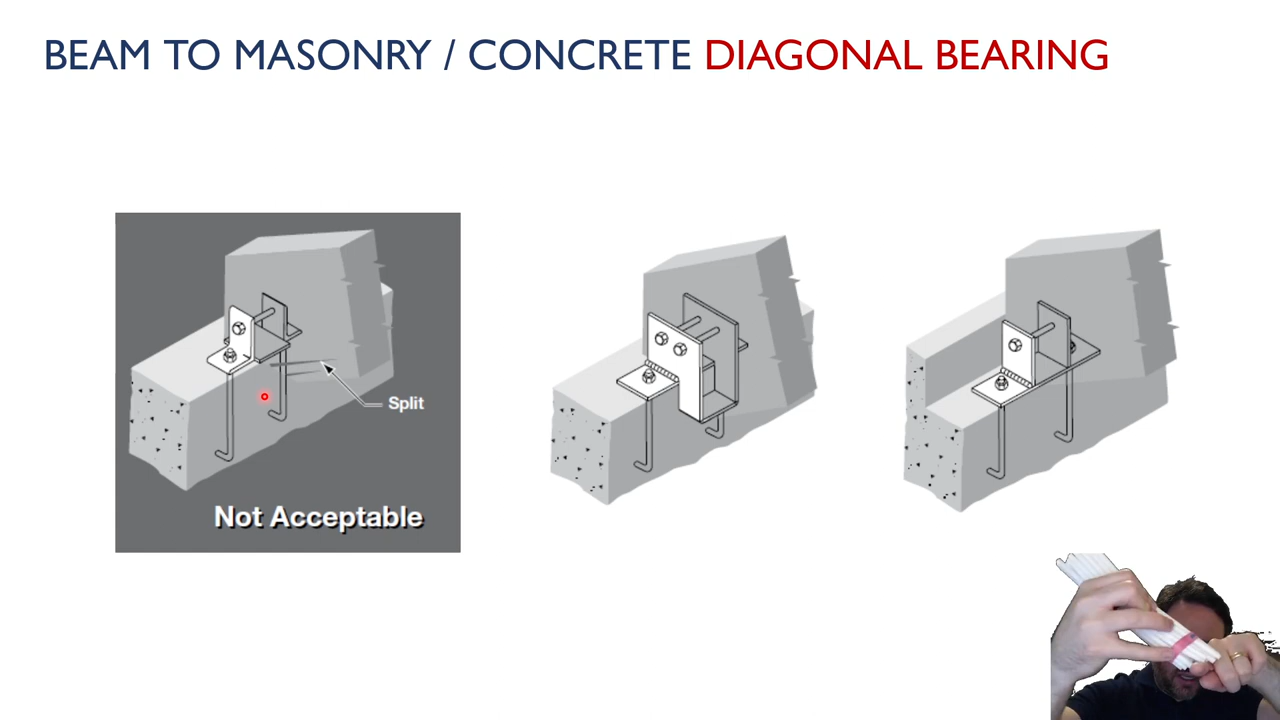 BEAM TO MASONRY / CONCRETE DIAGONAL BEARING
Split
Not Acceptable